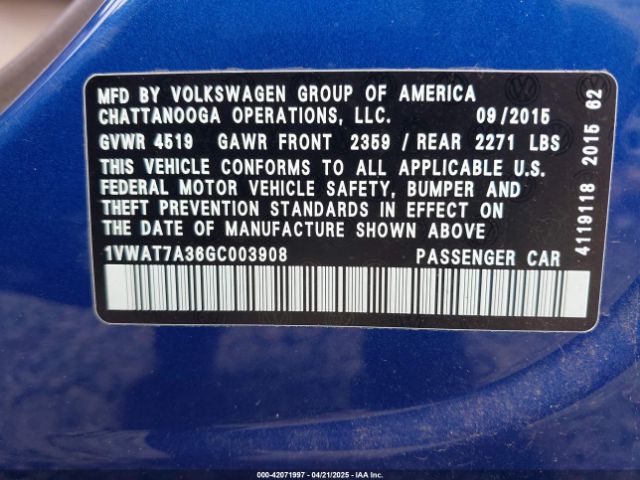 MFD BY VOLKSWAGEN GROUP OF AMERICA
CHATTANOOGA OPERATIONS, LLC. 09/2015
GVWR 4519 GAWR FRONT 2359 / REAR 2271 LBS
THIS VEHICLE CONFORMS TO ALL APPLICABLE U.S.
FEDERAL MOTOR VEHICLE SAFETY, BUMPER AND
THEFT PREVENTION STANDARDS IN EFFECT ON
THE DATE OF MANUFACTURE SHOWN ABOVE
1VWAT7A36GC003908 PASSENGER CAR
4119118 2015 62
000-42071997 04/21/2025 Copyright © IAA, LLC